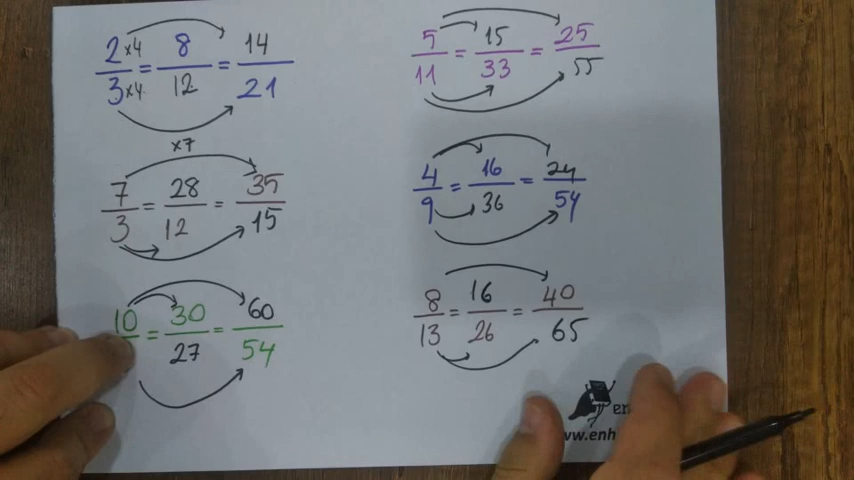 2×4/3×4 = 8/12 = 14/21
×7
5/11 = 15/33 = 25/55
7/3 = 28/12 = 35/15
4/9 = 16/36 = 24/54
10/ = 30/27 = 60/54
8/13 = 16/26 = 40/65